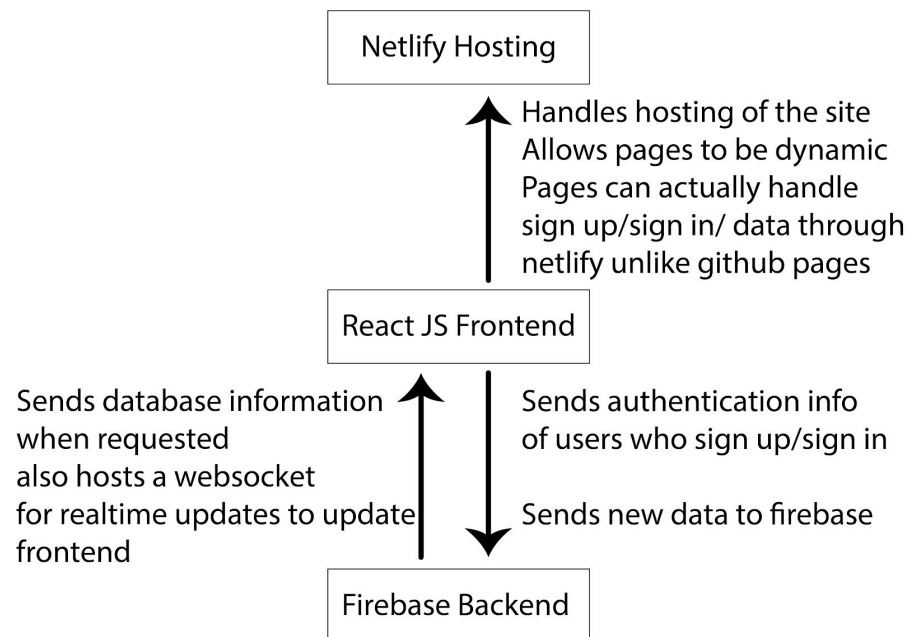 Netlify Hosting
Handles hosting of the site
Allows pages to be dynamic
Pages can actually handle
sign up/sign in/ data through
netlify unlike github pages
React JS Frontend
Sends database information
when requested
also hosts a websocket
for realtime updates to update
frontend
Sends authentication info
of users who sign up/sign in
Sends new data to firebase
Firebase Backend